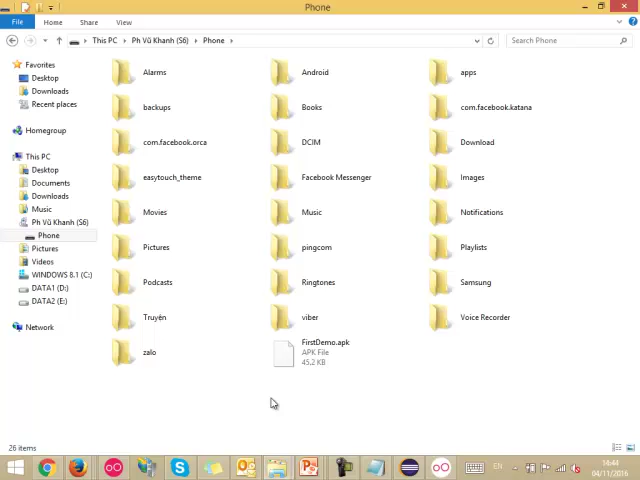 Phone
File
Home
Share
View
This PC
Ph Vũ Khanh (S6)
Phone
Search Phone
Favorites
Desktop
Downloads
Recent places
Homegroup
This PC
Desktop
Documents
Downloads
Music
Ph Vũ Khanh (S6)
Phone
Pictures
Videos
WINDOWS 8.1 (C:)
DATA1 (D:)
DATA2 (E:)
Network
Alarms
Android
apps
backups
Books
com.facebook.katana
com.facebook.orca
DCIM
Download
easytouch_theme
Facebook Messenger
Images
Movies
Music
Notifications
Pictures
pingcom
Playlists
Podcasts
Ringtones
Samsung
Truyện
viber
Voice Recorder
zalo
FirstDemo.apk
APK File
45,2 KB
26 items
EN
14:44
04/11/2016